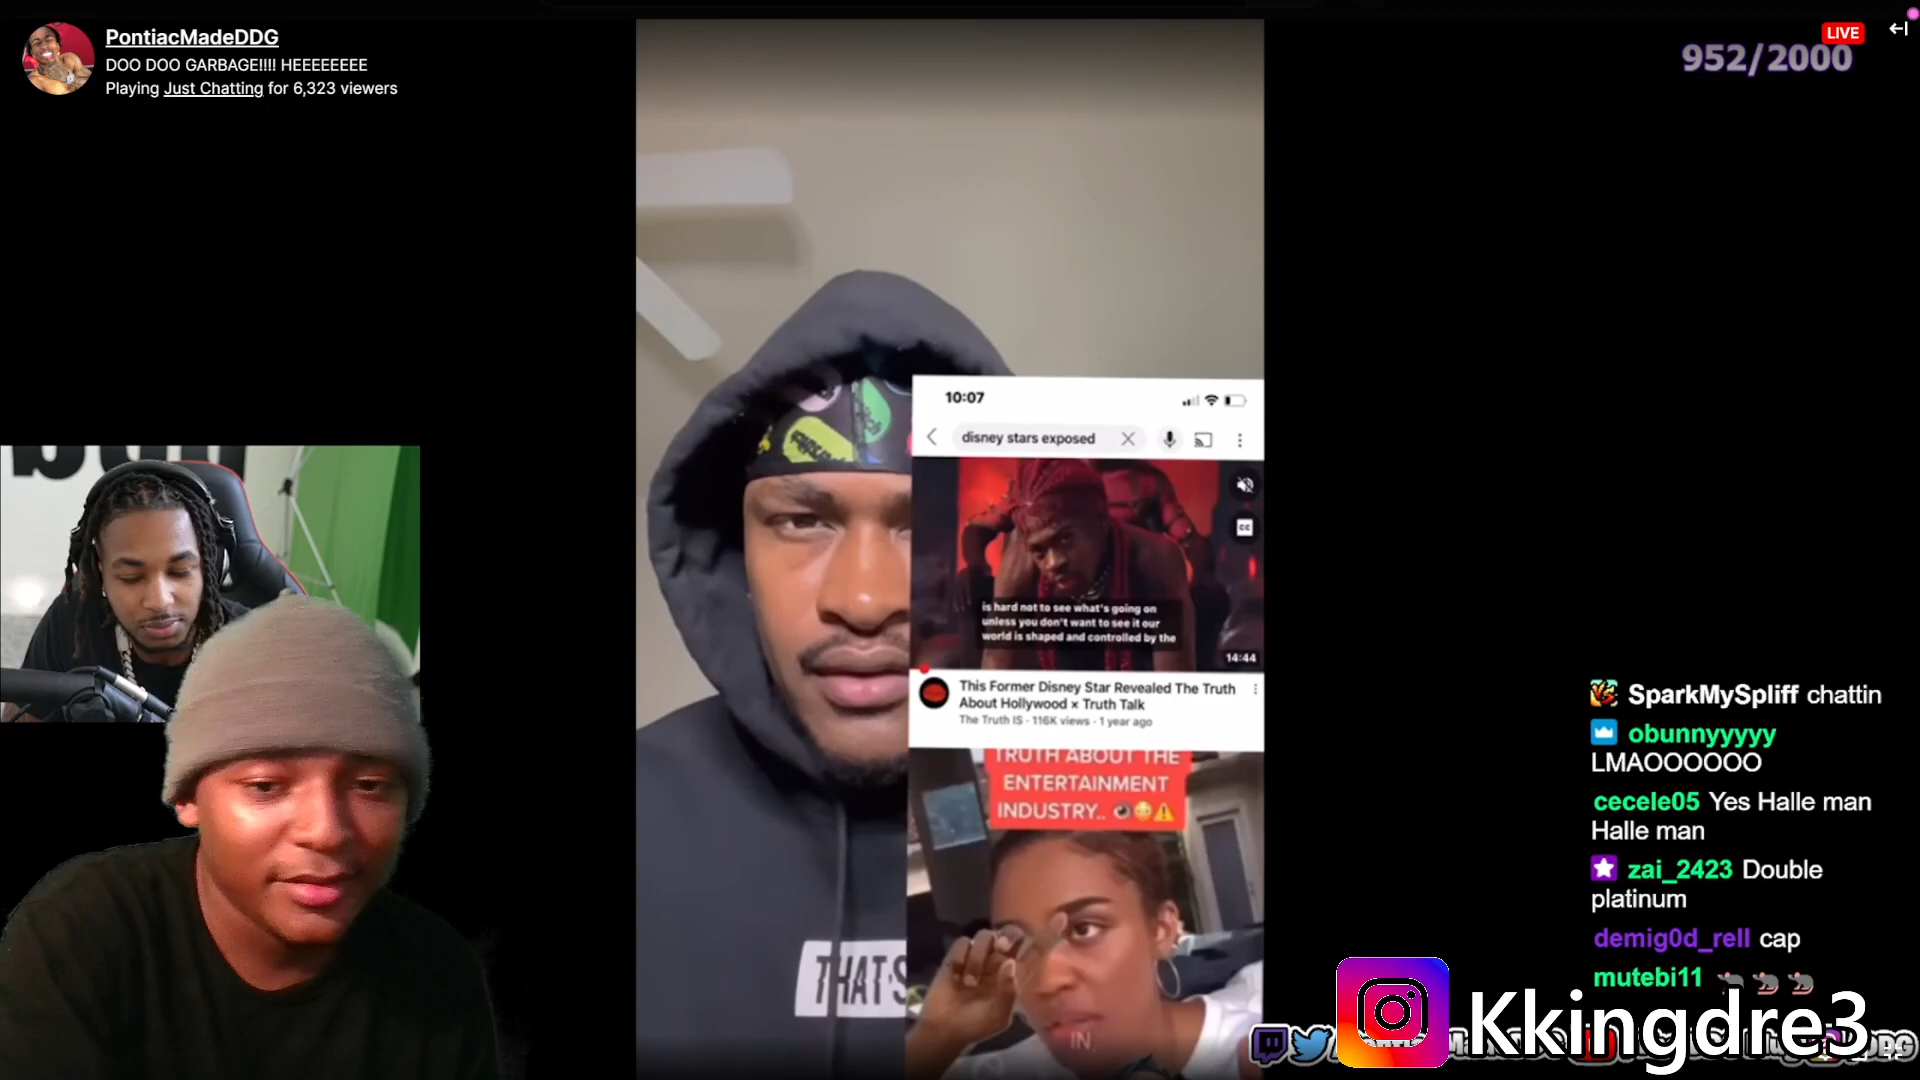 PontiacMadeDDG
DOO DOO GARBAGE!!!! HEEEEEEEE
Playing Just Chatting for 6,323 viewers
LIVE
952/2000
10:07
disney stars exposed
CC
is hard not to see what's going on
unless you don't want to see it our
world is shaped and controlled by the
14:44
This Former Disney Star Revealed The Truth
About Hollywood × Truth Talk
The Truth IS · 116K views · 1 year ago
TRUTH ABOUT THE
ENTERTAINMENT
INDUSTRY..
IN
THAT'S
SparkMySpliff chattin
obunnyyyyy
LMAOOOOOO
cecele05 Yes Halle man
Halle man
zai_2423 Double
platinum
demig0d_rell cap
mutebi11
Kkingdre3